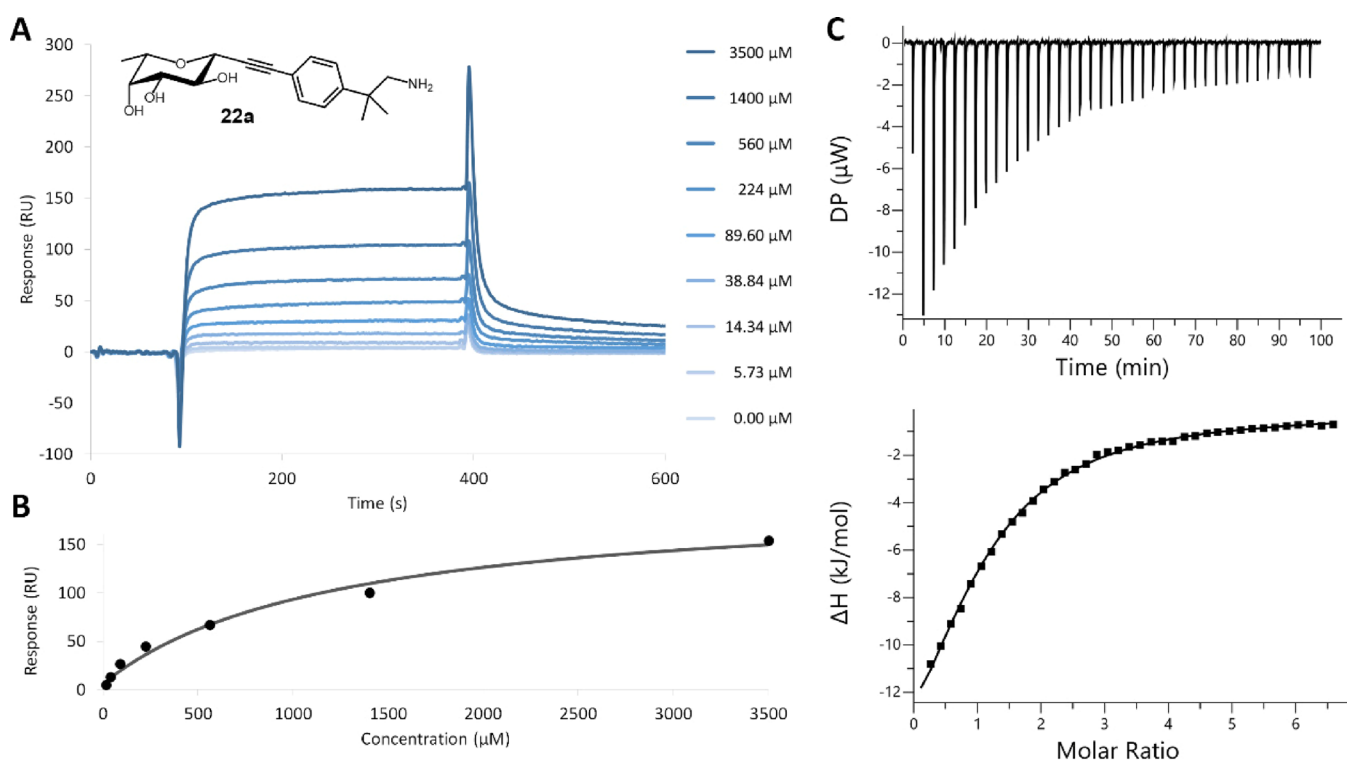 A
300
250
200
150
100
50
0
-50
-100
Response (RU)
0
200
400
600
Time (s)
O
OH
OH
OH
NH2
22a
3500 µM
1400 µM
560 µM
224 µM
89.60 µM
38.84 µM
14.34 µM
5.73 µM
0.00 µM
B
150
100
50
0
Response (RU)
0
500
1000
1500
2000
2500
3000
3500
Concentration (µM)
C
0
-2
-4
-6
-8
-10
-12
DP (µW)
0
10
20
30
40
50
60
70
80
90
100
Time (min)
-2
-4
-6
-8
-10
-12
ΔH (kJ/mol)
0
1
2
3
4
5
6
Molar Ratio